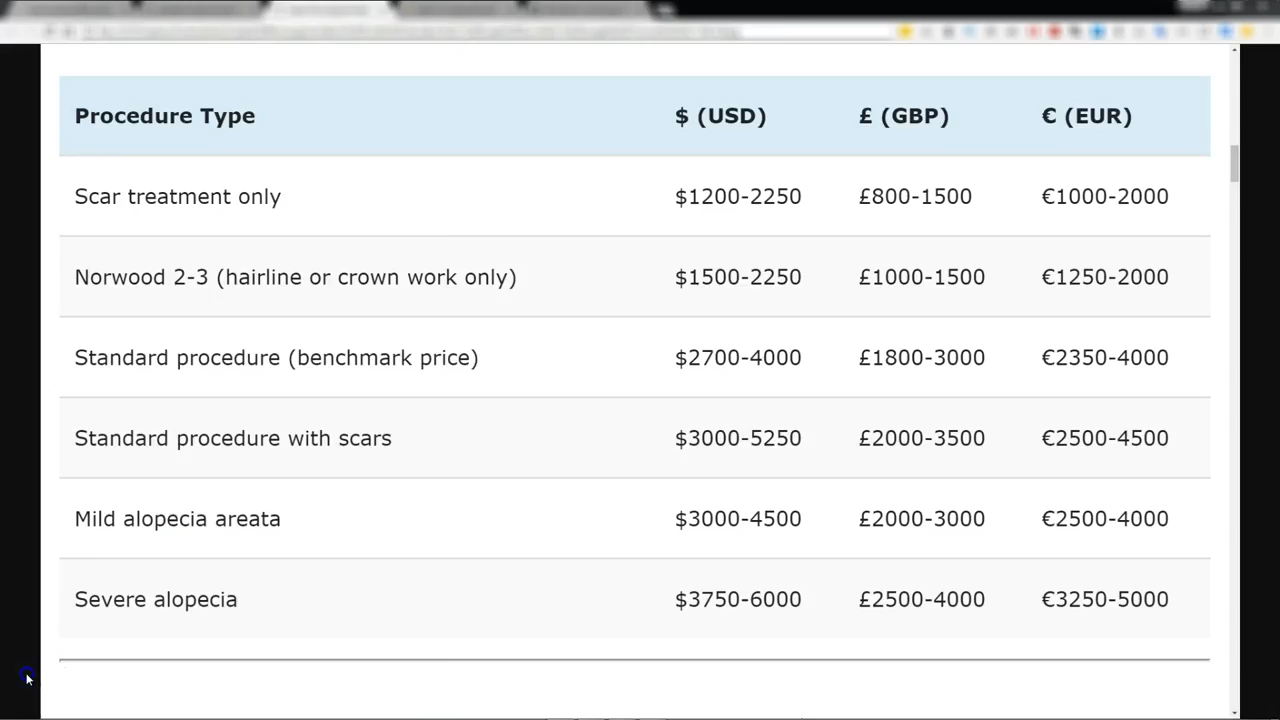 Procedure Type $ (USD) £ (GBP) € (EUR)
Scar treatment only $1200-2250 £800-1500 €1000-2000
Norwood 2-3 (hairline or crown work only) $1500-2250 £1000-1500 €1250-2000
Standard procedure (benchmark price) $2700-4000 £1800-3000 €2350-4000
Standard procedure with scars $3000-5250 £2000-3500 €2500-4500
Mild alopecia areata $3000-4500 £2000-3000 €2500-4000
Severe alopecia $3750-6000 £2500-4000 €3250-5000